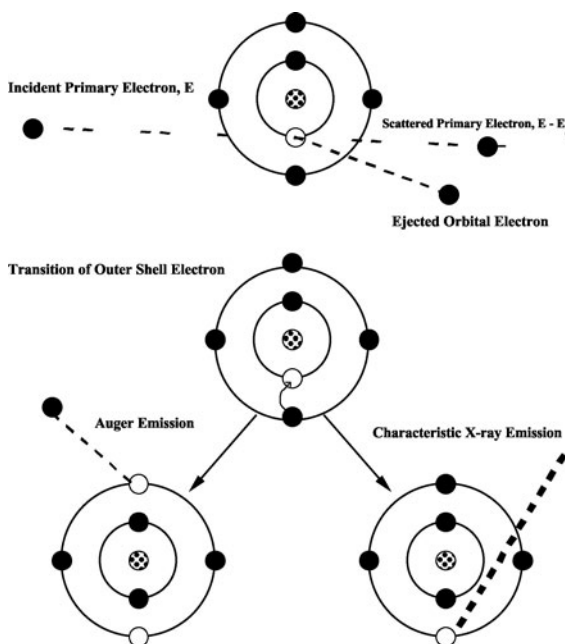 Incident Primary Electron, E
Scattered Primary Electron, E - E
Ejected Orbital Electron
Transition of Outer Shell Electron
Auger Emission
Characteristic X-ray Emission